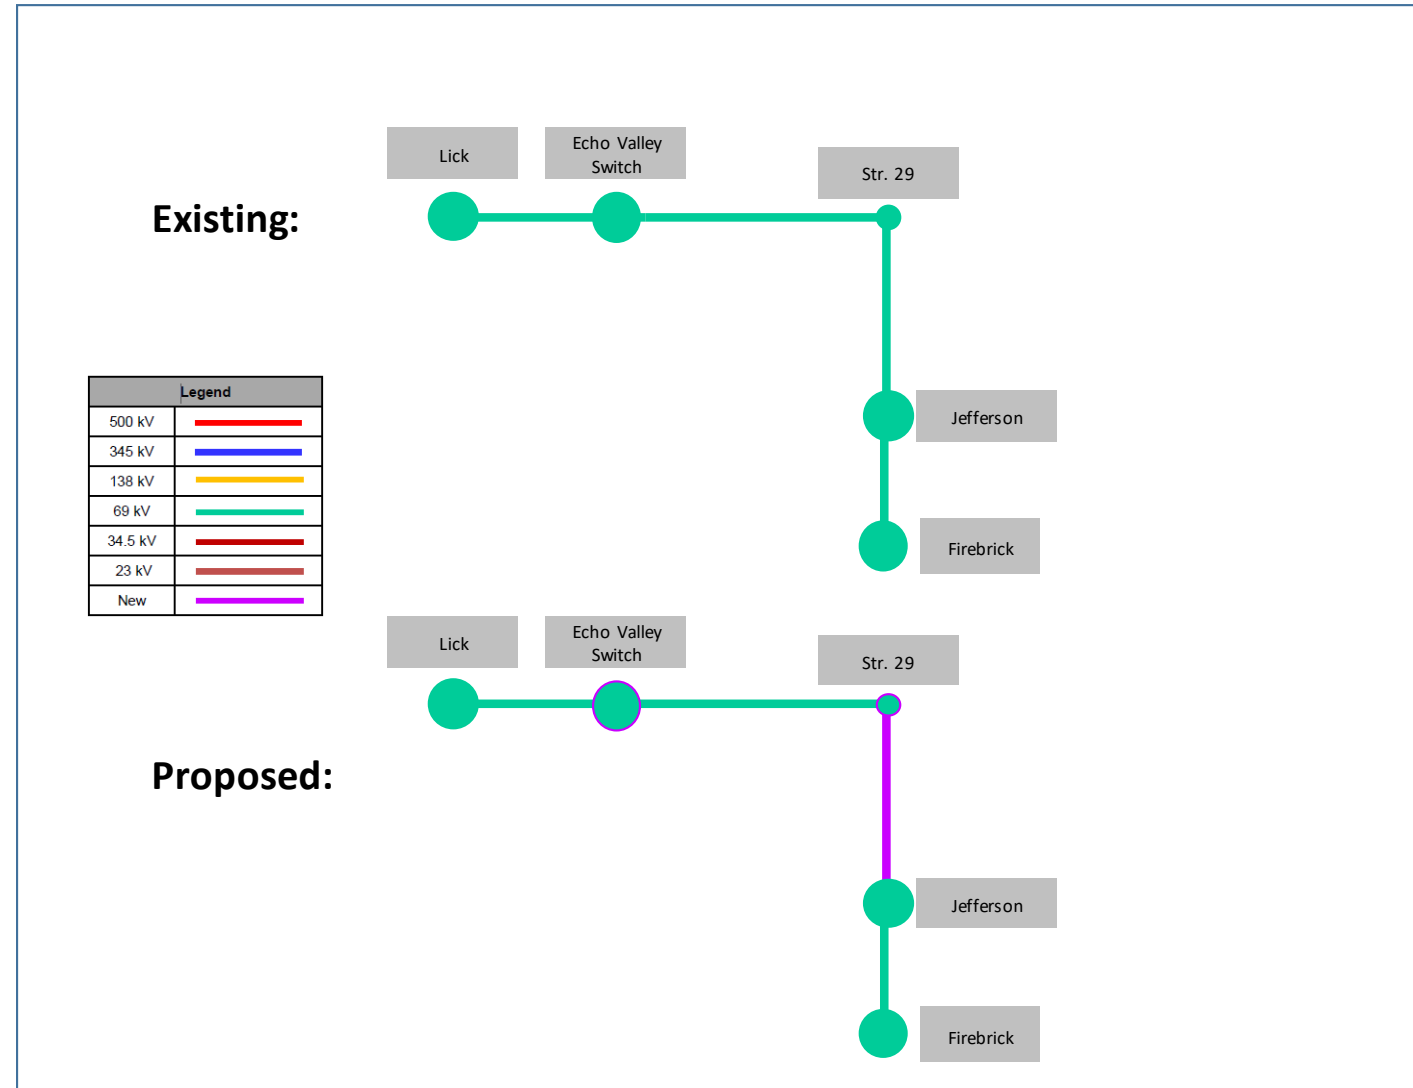 Lick
Echo Valley
Switch
Str. 29
Existing:
Jefferson
Firebrick
Legend
500 kV
345 kV
138 kV
69 kV
34.5 kV
23 kV
New
Lick
Echo Valley
Switch
Str. 29
Proposed:
Jefferson
Firebrick